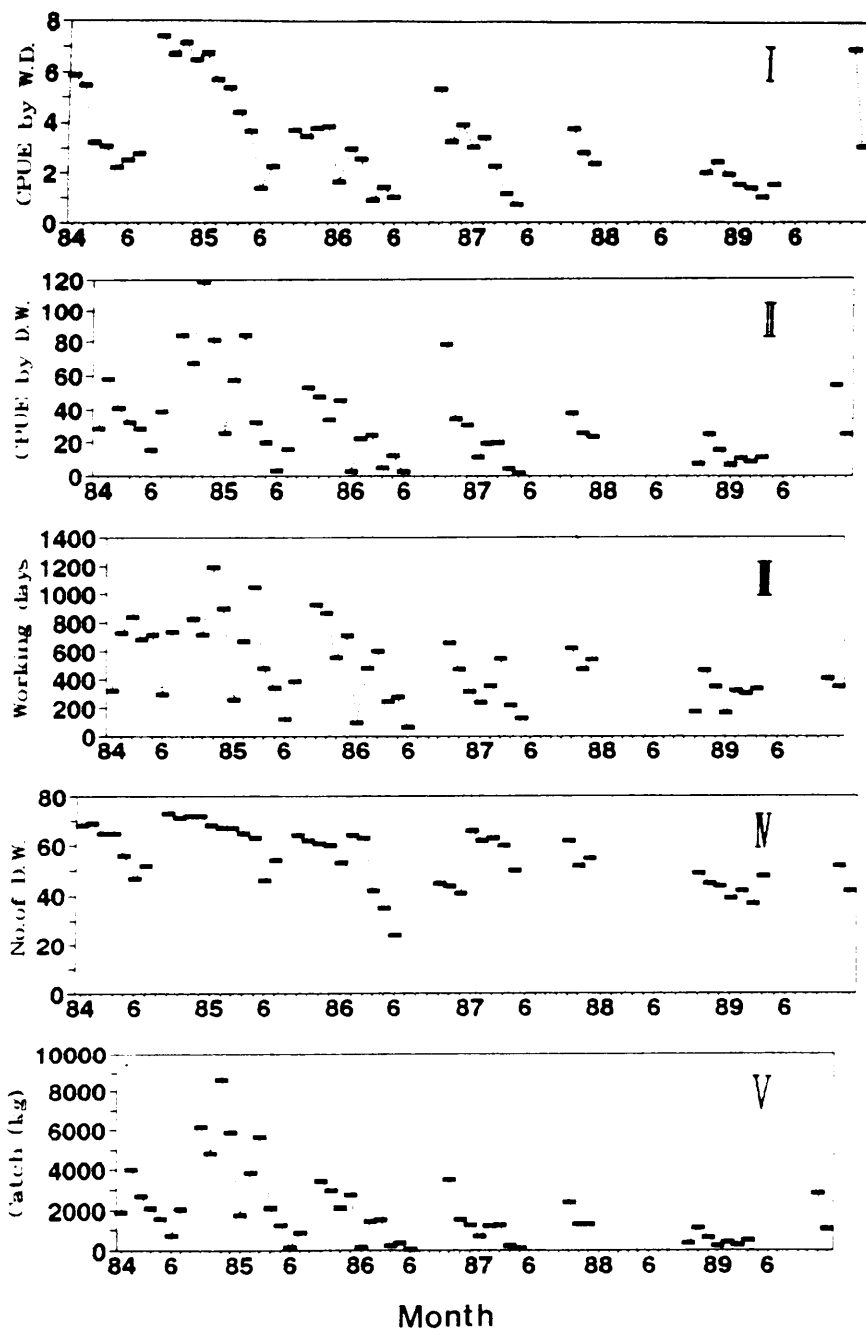 8
6
4
2
0
CPUE by W.D.
I
84 6 85 6 86 6 87 6 88 6 89 6
120
100
80
60
40
20
0
CPUE by D.W.
II
84 6 85 6 86 6 87 6 88 6 89 6
1400
1200
1000
800
600
400
200
0
Working days
III
84 6 85 6 86 6 87 6 88 6 89 6
80
60
40
20
0
No.of D.W.
IV
84 6 85 6 86 6 87 6 88 6 89 6
10000
8000
6000
4000
2000
0
Catch (kg)
V
84 6 85 6 86 6 87 6 88 6 89 6
Month